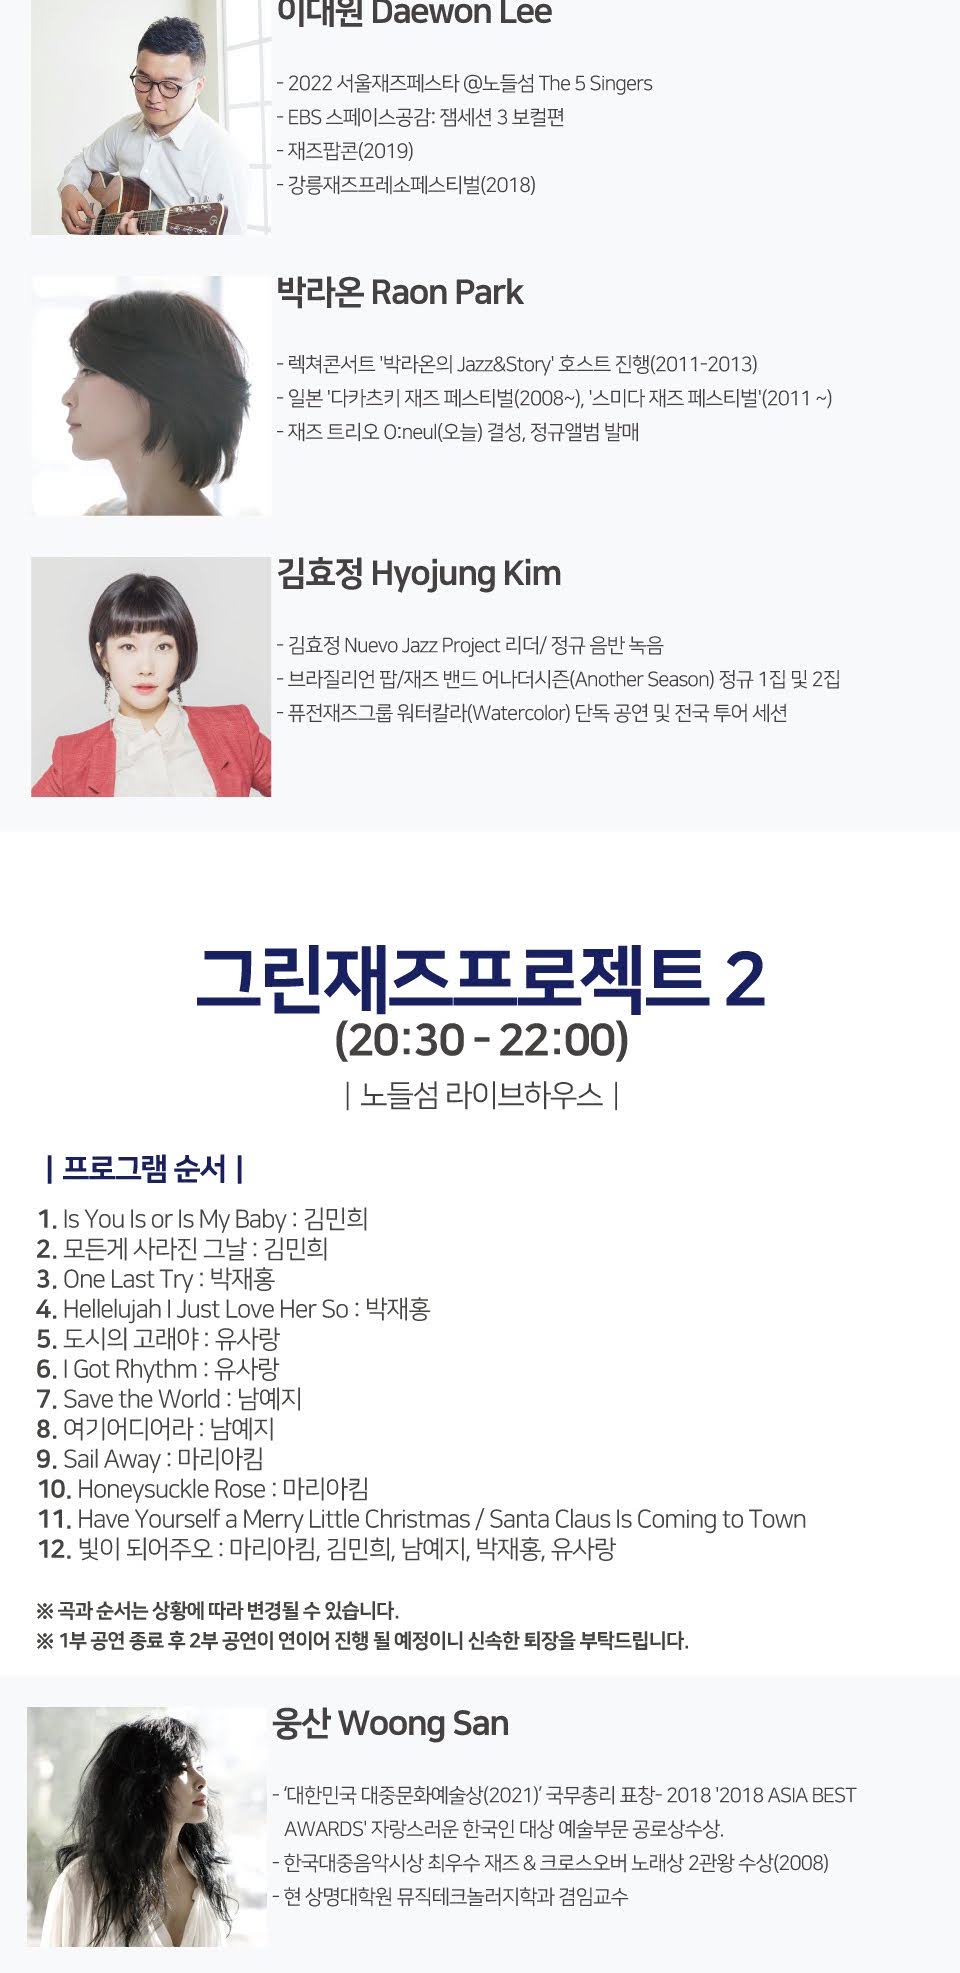 이대원 Daewon Lee
- 2022 서울재즈페스타 @노들섬 The 5 Singers
- EBS 스페이스공감: 잼세션 3 보컬편
- 재즈팝콘(2019)
- 강릉재즈프레소페스티벌(2018)
박라온 Raon Park
- 렉쳐콘서트 '박라온의 Jazz&Story' 호스트 진행(2011-2013)
- 일본 '다카츠키 재즈 페스티벌(2008~), '스미다 재즈 페스티벌'(2011 ~)
- 재즈 트리오 O:neul(오늘) 결성, 정규앨범 발매
김효정 Hyojung Kim
- 김효정 Nuevo Jazz Project 리더/ 정규 음반 녹음
- 브라질리언 팝/재즈 밴드 어나더시즌(Another Season) 정규 1집 및 2집
- 퓨전재즈그룹 워터칼라(Watercolor) 단독 공연 및 전국 투어 세션
그린재즈프로젝트 2
(20:30 - 22:00)
| 노들섬 라이브하우스 |
| 프로그램 순서 |
1. Is You Is or Is My Baby : 김민희
2. 모든게 사라진 그날 : 김민희
3. One Last Try : 박재홍
4. Hellelujah I Just Love Her So : 박재홍
5. 도시의 고래야 : 유사랑
6. I Got Rhythm : 유사랑
7. Save the World : 남예지
8. 여기어디어라 : 남예지
9. Sail Away : 마리아킴
10. Honeysuckle Rose : 마리아킴
11. Have Yourself a Merry Little Christmas / Santa Claus Is Coming to Town
12. 빛이 되어주오 : 마리아킴, 김민희, 남예지, 박재홍, 유사랑
※ 곡과 순서는 상황에 따라 변경될 수 있습니다.
※ 1부 공연 종료 후 2부 공연이 연이어 진행 될 예정이니 신속한 퇴장을 부탁드립니다.
웅산 Woong San
- ‘대한민국 대중문화예술상(2021)’ 국무총리 표창- 2018 '2018 ASIA BEST
AWARDS' 자랑스러운 한국인 대상 예술부문 공로상수상.
- 한국대중음악시상 최우수 재즈 & 크로스오버 노래상 2관왕 수상(2008)
- 현 상명대학원 뮤직테크놀러지학과 겸임교수